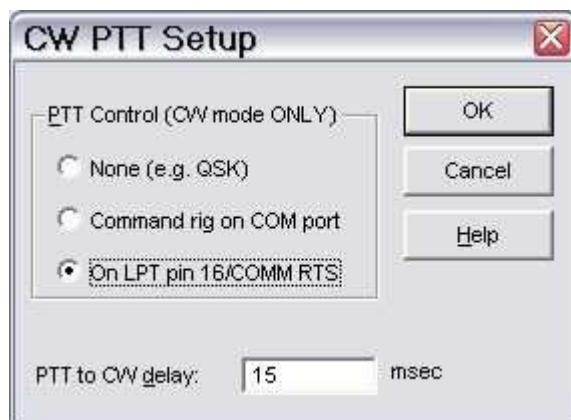 CW PTT Setup
PTT Control (CW mode ONLY)
None (e.g. QSK)
Command rig on COM port
On LPT pin 16/COMM RTS
OK
Cancel
Help
PTT to CW delay: 15 msec